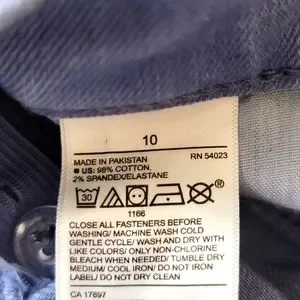 10
MADE IN PAKISTAN RN 54023
■ US: 98% COTTON,
2% SPANDEX/ELASTANE
30
1166
CLOSE ALL FASTENERS BEFORE
WASHING/ MACHINE WASH COLD
GENTLE CYCLE/ WASH AND DRY WITH
LIKE COLORS/ ONLY NON-CHLORINE
BLEACH WHEN NEEDED/ TUMBLE DRY
MEDIUM/ COOL IRON/ DO NOT IRON
LABEL/ DO NOT DRY CLEAN
CA 17897